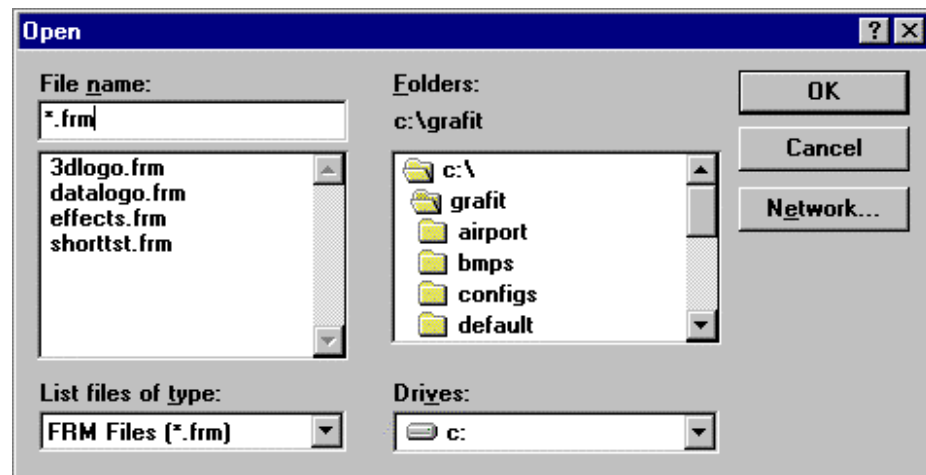 Open
File name:
*.frm
3dlogo.frm
datalogo.frm
effects.frm
shorttst.frm
List files of type:
FRM Files (*.frm)
Folders:
c:\grafit
c:\
grafit
airport
bmps
configs
default
Drives:
c:
OK
Cancel
Network...